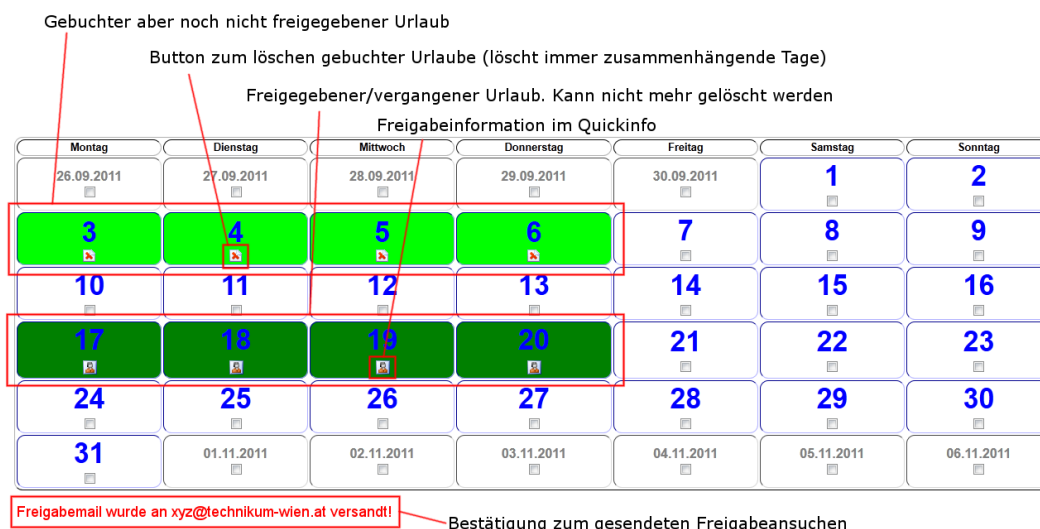 Gebuchter aber noch nicht freigegebener Urlaub
Button zum löschen gebuchter Urlaube (löscht immer zusammenhängende Tage)
Freigegebener/vergangener Urlaub. Kann nicht mehr gelöscht werden
Freigabeinformation im Quickinfo
Montag Dienstag Mittwoch Donnerstag Freitag Samstag Sonntag
26.09.2011 27.09.2011 28.09.2011 29.09.2011 30.09.2011 1 2
3 4 5 6 7 8 9
10 11 12 13 14 15 16
17 18 19 20 21 22 23
24 25 26 27 28 29 30
31 01.11.2011 02.11.2011 03.11.2011 04.11.2011 05.11.2011 06.11.2011
Freigabemail wurde an xyz@technikum-wien.at versandt!
Bestätigung zum gesendeten Freigabeansuchen